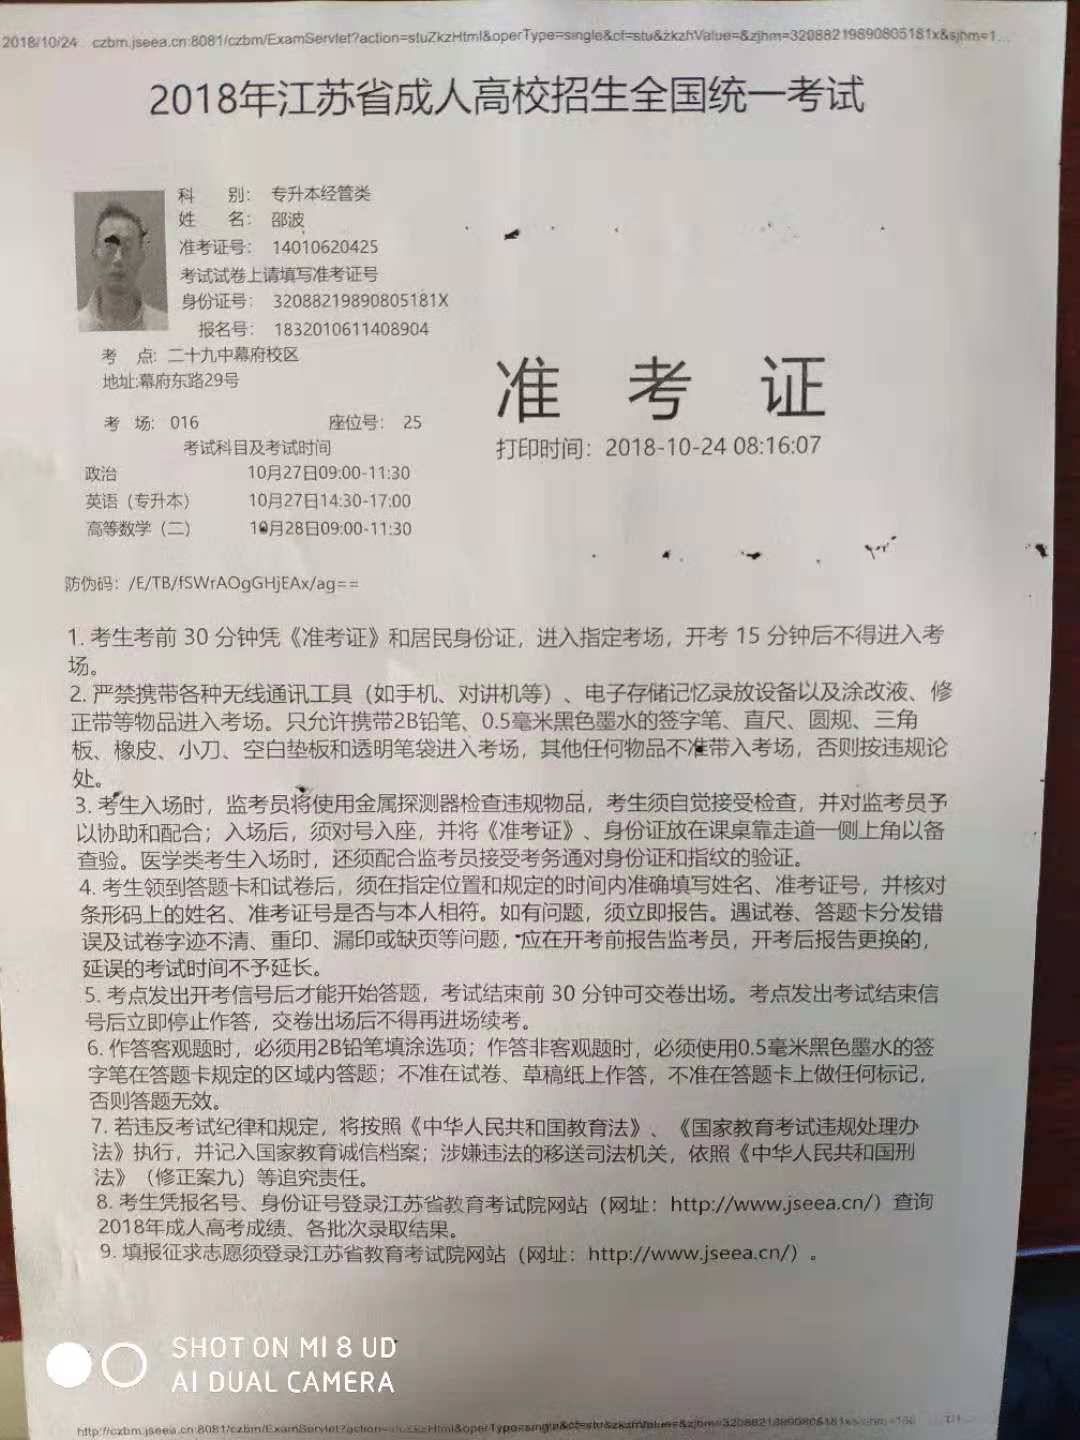 2018/10/24 czbm.jseea.cn:8081/czbm/ExamServlet?action=stuZkzHtml&operType=single&cf=stu&zkzhValue=&zjhm=32088219890805181x&sjhm=1...
2018年江苏省成人高校招生全国统一考试
科 别: 专升本经管类
姓 名: 邵波
准考证号: 14010620425
考试试卷上请填写准考证号
身份证号: 32088219890805181X
报名号: 1832010611408904
考 点: 二十九中幕府校区
地址:幕府东路29号
准 考 证
考 场: 016 座位号: 25
打印时间: 2018-10-24 08:16:07
考试科目及考试时间
政治 10月27日09:00-11:30
英语（专升本） 10月27日14:30-17:00
高等数学（二） 10月28日09:00-11:30
防伪码: /E/TB/fSWrAOgGHjEAx/ag==
1. 考生考前 30 分钟凭《准考证》和居民身份证，进入指定考场，开考 15 分钟后不得进入考
场。
2. 严禁携带各种无线通讯工具（如手机、对讲机等）、电子存储记忆录放设备以及涂改液、修
正带等物品进入考场。只允许携带2B铅笔、0.5毫米黑色墨水的签字笔、直尺、圆规、三角
板、橡皮、小刀、空白垫板和透明笔袋进入考场，其他任何物品不准带入考场，否则按违规论
处。
3. 考生入场时，监考员将使用金属探测器检查违规物品，考生须自觉接受检查，并对监考员予
以协助和配合；入场后，须对号入座，并将《准考证》、身份证放在课桌靠走道一侧上角以备
查验。医学类考生入场时，还须配合监考员接受考务通对身份证和指纹的验证。
4. 考生领到答题卡和试卷后，须在指定位置和规定的时间内准确填写姓名、准考证号，并核对
条形码上的姓名、准考证号是否与本人相符。如有问题，须立即报告。遇试卷、答题卡分发错
误及试卷字迹不清、重印、漏印或缺页等问题，应在开考前报告监考员，开考后报告更换的，
延误的考试时间不予延长。
5. 考点发出开考信号后才能开始答题，考试结束前 30 分钟可交卷出场。考点发出考试结束信
号后立即停止作答，交卷出场后不得再进场续考。
6. 作答客观题时，必须用2B铅笔填涂选项；作答非客观题时，必须使用0.5毫米黑色墨水的签
字笔在答题卡规定的区域内答题；不准在试卷、草稿纸上作答，不准在答题卡上做任何标记，
否则答题无效。
7. 若违反考试纪律和规定，将按照《中华人民共和国教育法》、《国家教育考试违规处理办
法》执行，并记入国家教育诚信档案；涉嫌违法的移送司法机关，依照《中华人民共和国刑
法》（修正案九）等追究责任。
8. 考生凭报名号、身份证号登录江苏省教育考试院网站（网址：http://www.jseea.cn/）查询
2018年成人高考成绩、各批次录取结果。
9. 填报征求志愿须登录江苏省教育考试院网站（网址：http://www.jseea.cn/）。
SHOT ON MI 8 UD
AI DUAL CAMERA
http://czbm.jseea.cn:8081/czbm/ExamServlet?action=stuZkzHtml&operType=single&cf=stu&zkzhValue=&zjhm=32088219890805181x&sjhm=